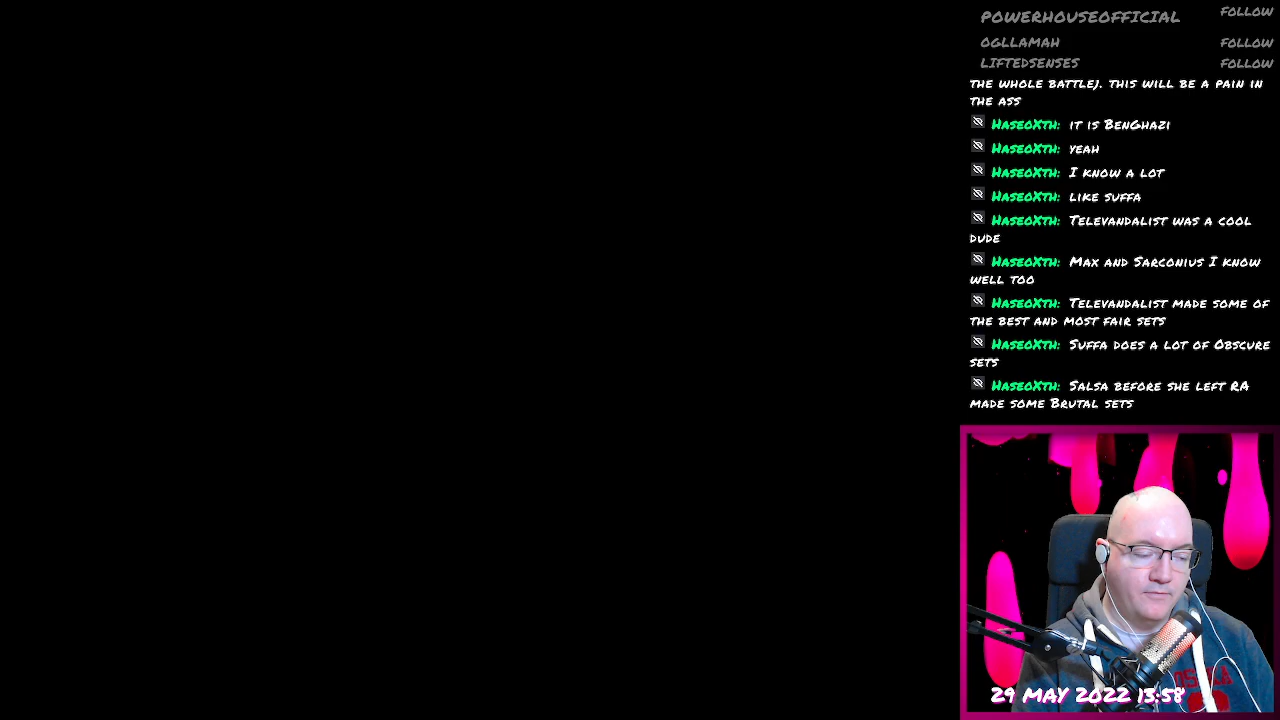 POWERHOUSEOFFICIAL FOLLOW
OGLLAMAH FOLLOW
LIFTEDSENSES FOLLOW
THE WHOLE BATTLE). THIS WILL BE A PAIN IN
THE ASS
HaseoXth: it is BenGhazi
HaseoXth: yeah
HaseoXth: I know a lot
HaseoXth: like suffa
HaseoXth: Televandalist was a cool
dude
HaseoXth: Max and Sarconius I know
well too
HaseoXth: Televandalist made some of
the best and most fair sets
HaseoXth: Suffa does a lot of Obscure
sets
HaseoXth: Salsa before she left RA
made some Brutal sets
29 MAY 2022 13:58